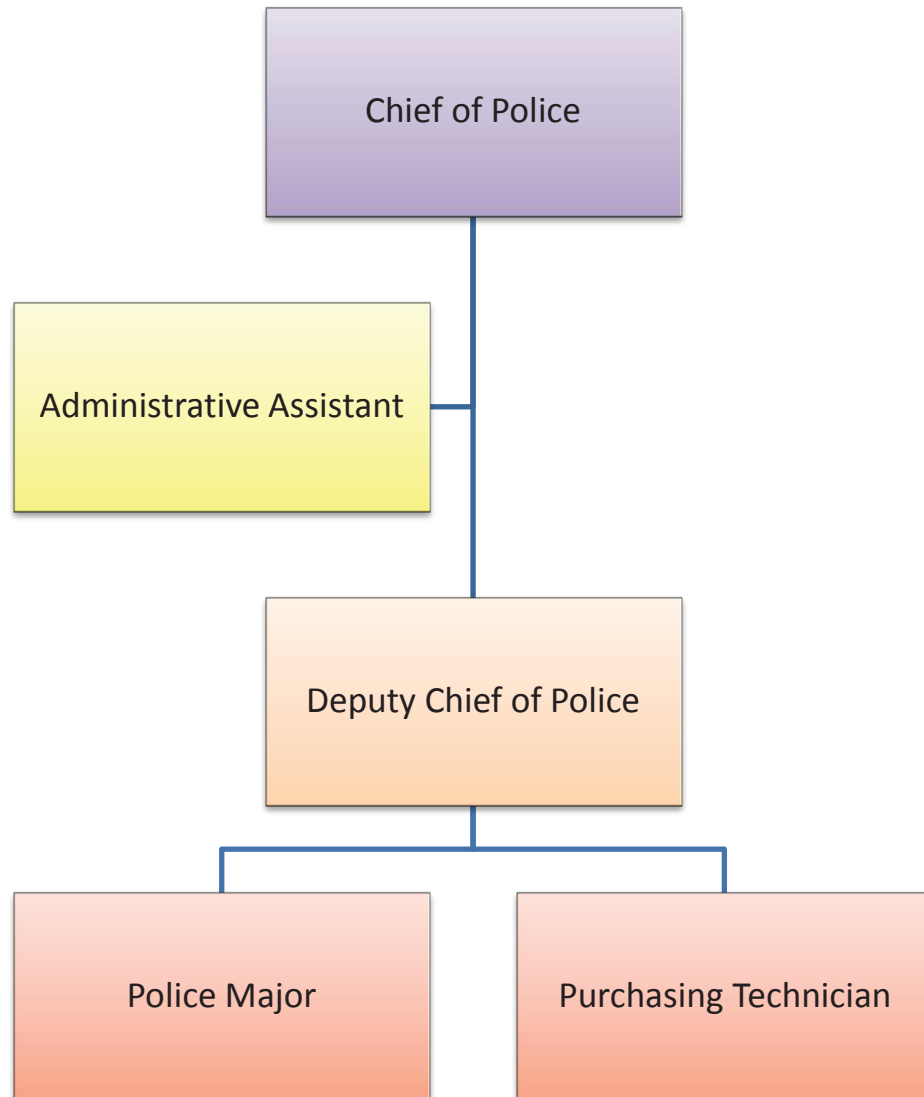 Chief of Police
Administrative Assistant
Deputy Chief of Police
Police Major
Purchasing Technician